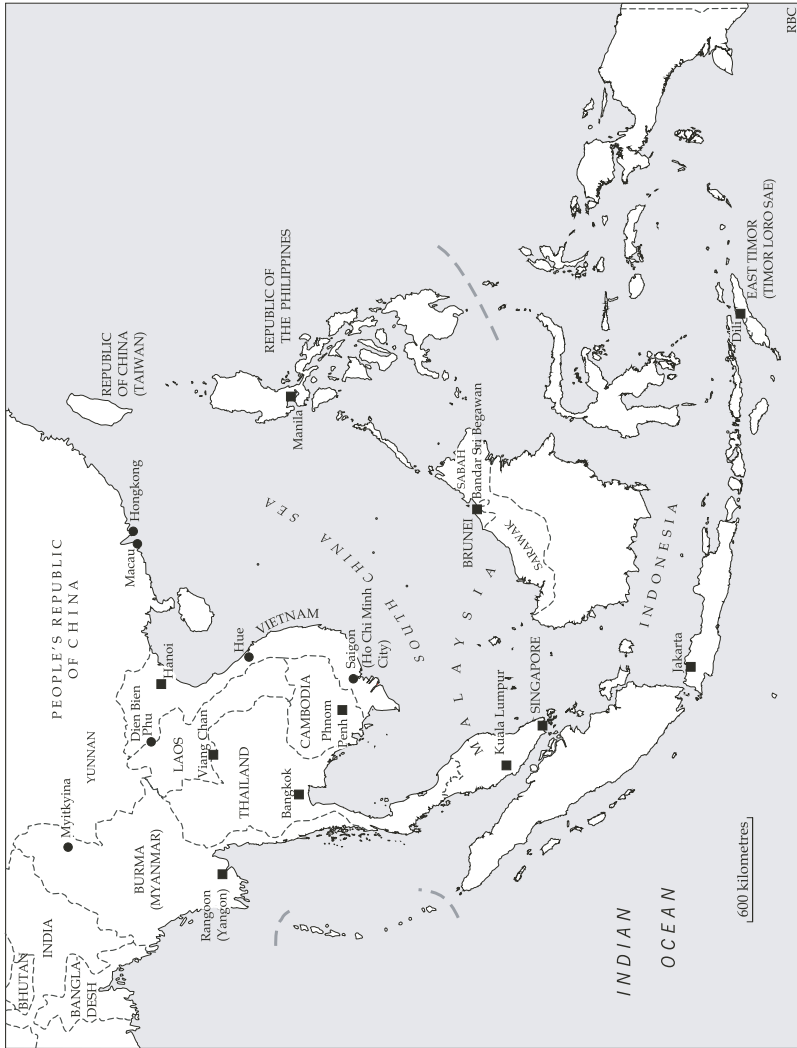 BHUTAN
INDIA
BANGLA
DESH
Myitkyina
YUNNAN
PEOPLE'S REPUBLIC
OF CHINA
BURMA
(MYANMAR)
Rangoon
(Yangon)
Dien Bien
Phu
LAOS
Viang Chan
Hanoi
Macau
Hongkong
REPUBLIC
OF CHINA
(TAIWAN)
THAILAND
Bangkok
Hue
VIETNAM
CAMBODIA
Phnom
Penh
Saigon
(Ho Chi Minh
City)
SOUTH CHINA SEA
REPUBLIC OF
THE PHILIPPINES
Manila
MALAYSIA
Kuala Lumpur
SINGAPORE
BRUNEI
SABAH
Bandar Sri Begawan
SARAWAK
INDONESIA
Jakarta
Dili
EAST TIMOR
(TIMOR LORO SAE)
INDIAN
OCEAN
600 kilometres
RBC